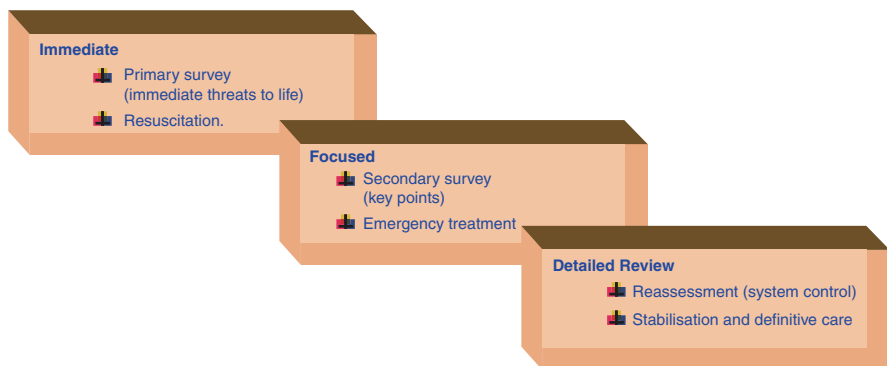 Immediate
Primary survey
(immediate threats to life)
Resuscitation.
Focused
Secondary survey
(key points)
Emergency treatment
Detailed Review
Reassessment (system control)
Stabilisation and definitive care